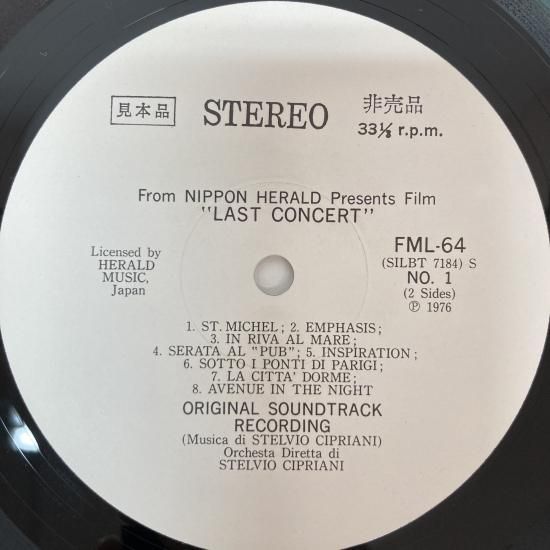 見本品 STEREO 非売品
33⅓ r.p.m.
From NIPPON HERALD Presents Film
"LAST CONCERT"
Licensed by
HERALD
MUSIC,
Japan
FML-64
(SILBT 7184) S
NO. 1
(2 Sides)
Ⓟ 1976
1. ST. MICHEL; 2. EMPHASIS;
3. IN RIVA AL MARE;
4. SERATA AL "PUB"; 5. INSPIRATION;
6. SOTTO I PONTI DI PARIGI;
7. LA CITTA' DORME;
8. AVENUE IN THE NIGHT
ORIGINAL SOUNDTRACK
RECORDING
(Musica di STELVIO CIPRIANI)
Orchesta Diretta di
STELVIO CIPRIANI